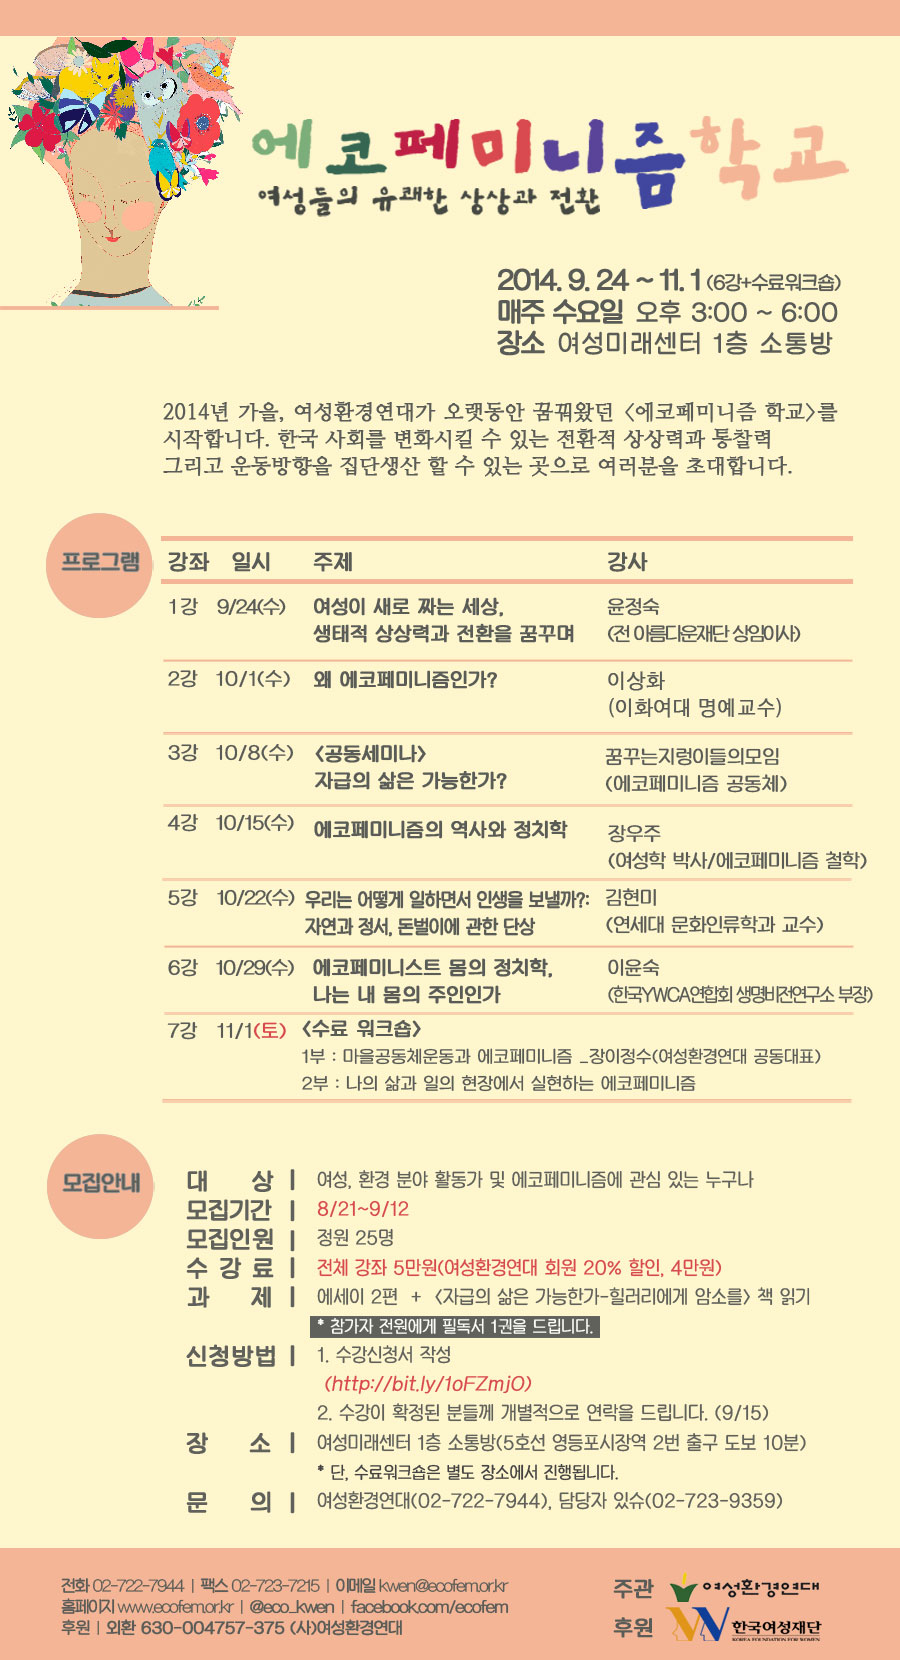 에코페미니즘학교
여성들의 유쾌한 상상과 전환
2014. 9. 24 ~ 11. 1 (6강+수료워크숍)
매주 수요일 오후 3:00 ~ 6:00
장소 여성미래센터 1층 소통방
2014년 가을, 여성환경연대가 오랫동안 꿈꿔왔던 <에코페미니즘 학교>를
시작합니다. 한국 사회를 변화시킬 수 있는 전환적 상상력과 통찰력
그리고 운동방향을 집단생산 할 수 있는 곳으로 여러분을 초대합니다.
프로그램
강좌 일시 주제 강사
1강 9/24(수) 여성이 새로 짜는 세상, 윤정숙
생태적 상상력과 전환을 꿈꾸며 (전 아름다운재단 상임이사)
2강 10/1(수) 왜 에코페미니즘인가? 이상화
(이화여대 명예교수)
3강 10/8(수) <공동세미나> 꿈꾸는지렁이들의모임
자급의 삶은 가능한가? (에코페미니즘 공동체)
4강 10/15(수) 에코페미니즘의 역사와 정치학 장우주
(여성학 박사/에코페미니즘 철학)
5강 10/22(수) 우리는 어떻게 일하면서 인생을 보낼까?: 김현미
자연과 정서, 돈벌이에 관한 단상 (연세대 문화인류학과 교수)
6강 10/29(수) 에코페미니스트 몸의 정치학, 이윤숙
나는 내 몸의 주인인가 (한국YWCA연합회 생명비전연구소 부장)
7강 11/1(토) <수료 워크숍>
1부 : 마을공동체운동과 에코페미니즘 _장이정수(여성환경연대 공동대표)
2부 : 나의 삶과 일의 현장에서 실현하는 에코페미니즘
모집안내
대 상 | 여성, 환경 분야 활동가 및 에코페미니즘에 관심 있는 누구나
모집기간 | 8/21~9/12
모집인원 | 정원 25명
수 강 료 | 전체 강좌 5만원(여성환경연대 회원 20% 할인, 4만원)
과 제 | 에세이 2편 + <자급의 삶은 가능한가-힐러리에게 암소를> 책 읽기
* 참가자 전원에게 필독서 1권을 드립니다.
신청방법 | 1. 수강신청서 작성
(http://bit.ly/1oFZmjO)
2. 수강이 확정된 분들께 개별적으로 연락을 드립니다. (9/15)
장 소 | 여성미래센터 1층 소통방(5호선 영등포시장역 2번 출구 도보 10분)
* 단, 수료워크숍은 별도 장소에서 진행됩니다.
문 의 | 여성환경연대(02-722-7944), 담당자 있슈(02-723-9359)
전화 02-722-7944 | 팩스 02-723-7215 | 이메일 kwen@ecofem.or.kr
홈페이지 www.ecofem.or.kr | @eco_kwen | facebook.com/ecofem
후원 | 외환 630-004757-375 (사)여성환경연대
주관 여성환경연대
후원 한국여성재단
KOREA FOUNDATION FOR WOMEN